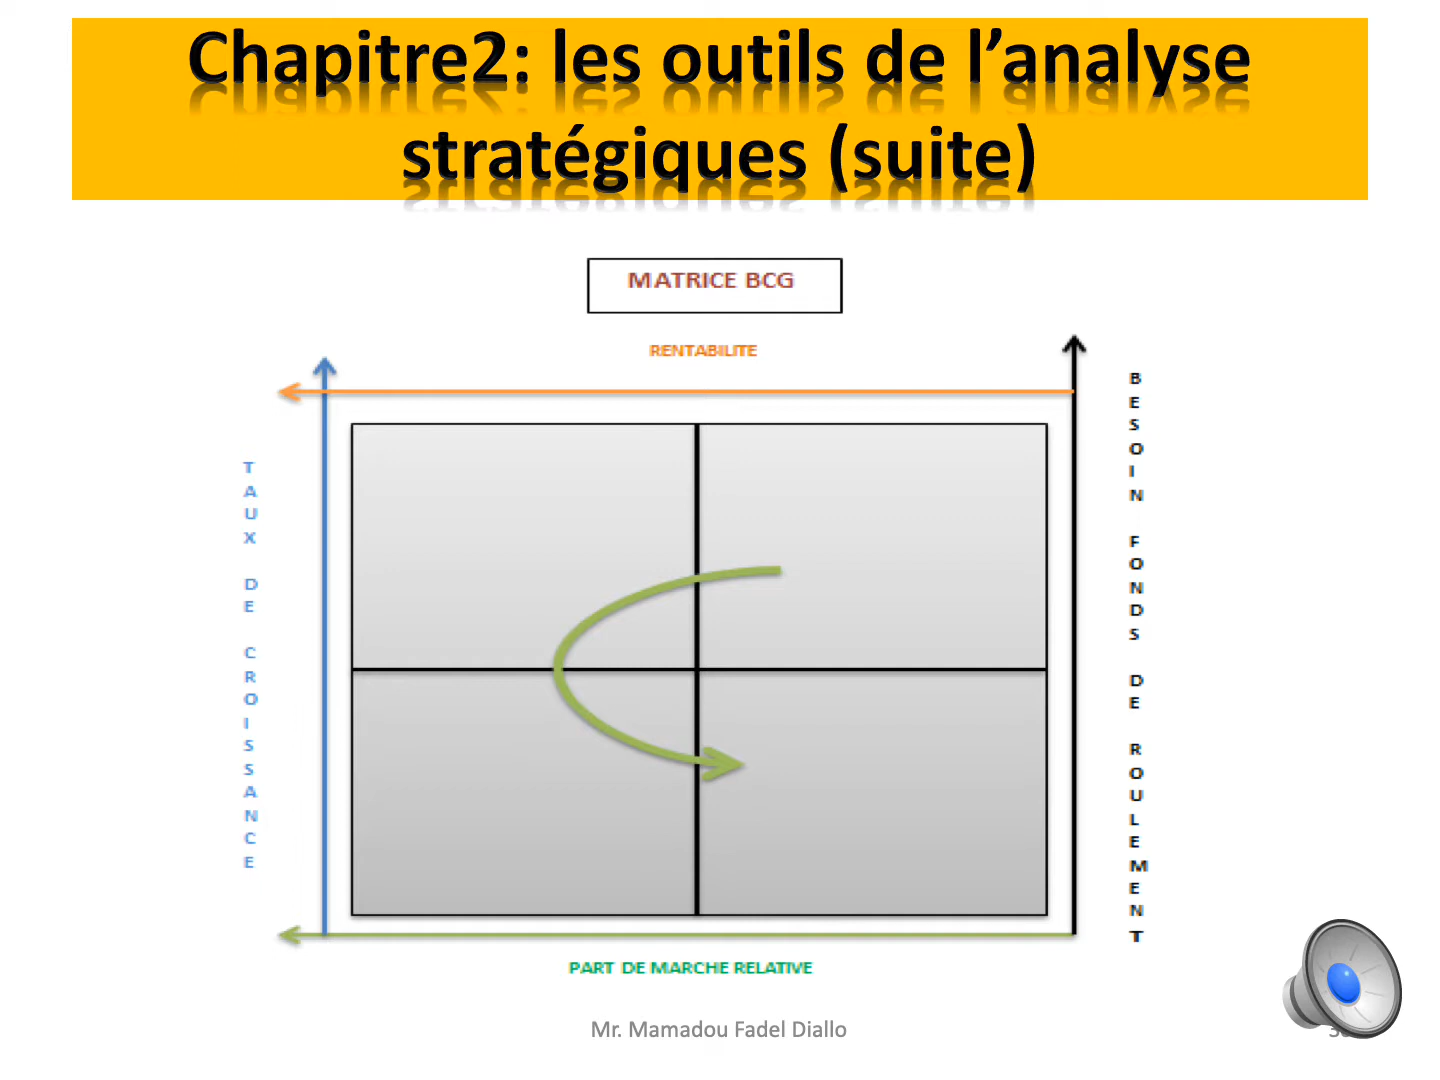 Chapitre2: les outils de l’analyse
stratégiques (suite)
MATRICE BCG
RENTABILITE
TAUX DE CROISSANCE
BESOIN FONDS DE ROULEMENT
PART DE MARCHE RELATIVE
Mr. Mamadou Fadel Diallo